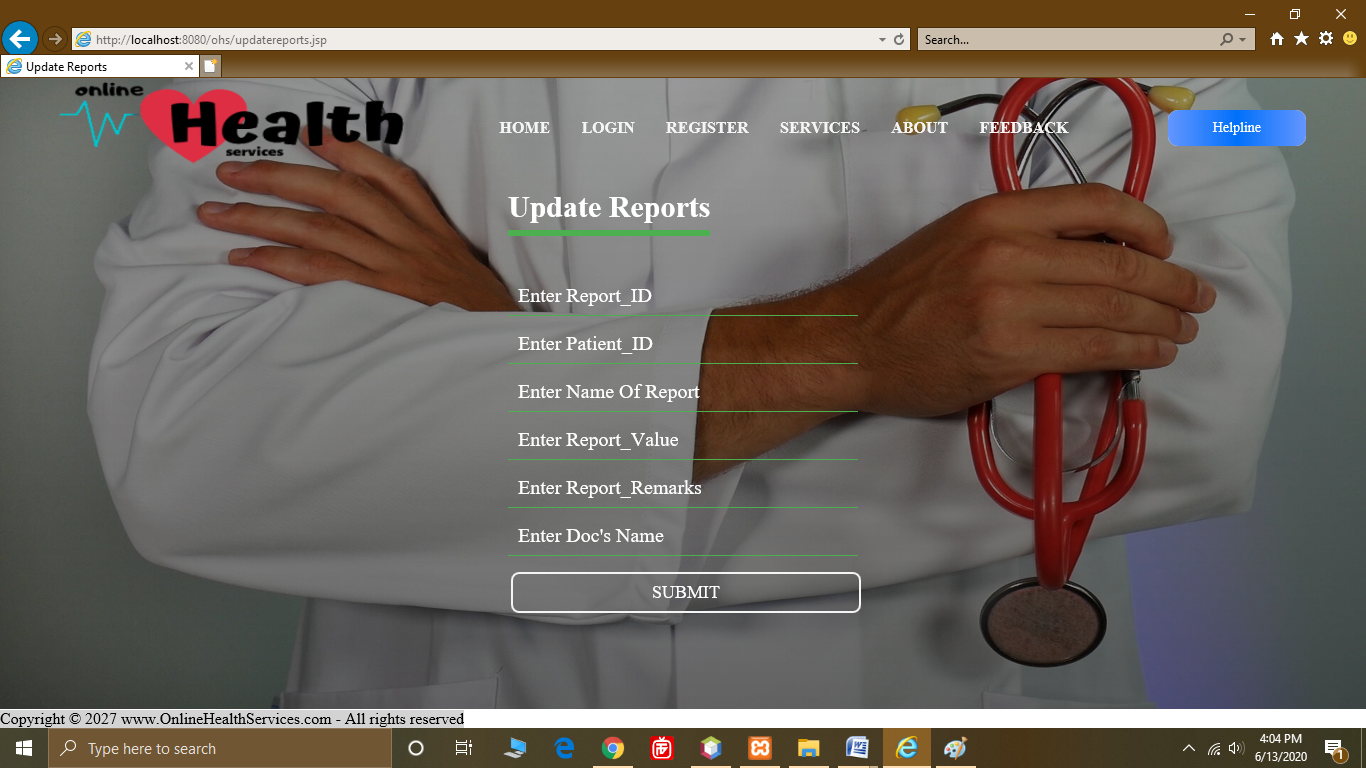 http://localhost:8080/ohs/updatereports.jsp
Search...
Update Reports
online
Health
services
HOME LOGIN REGISTER SERVICES ABOUT FEEDBACK
Helpline
Update Reports
Enter Report_ID
Enter Patient_ID
Enter Name Of Report
Enter Report_Value
Enter Report_Remarks
Enter Doc's Name
SUBMIT
Copyright © 2027 www.OnlineHealthServices.com - All rights reserved
Type here to search
4:04 PM
6/13/2020
1